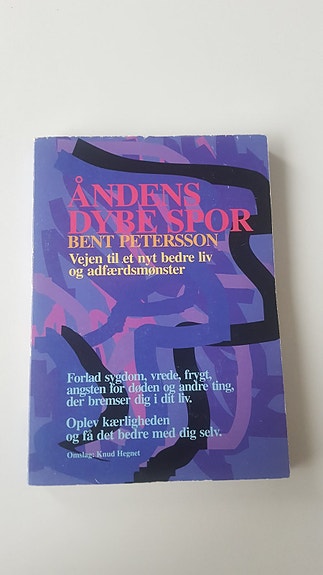 ÅNDENS
DYBE SPOR
BENT PETERSSON
Vejen til et nyt bedre liv
og adfærdsmønster
Forlad sygdom, vrede, frygt,
angsten for døden og andre ting,
der bremser dig i dit liv.
Oplev kærligheden
og få det bedre med dig selv.
Omslag: Knud Hegnet